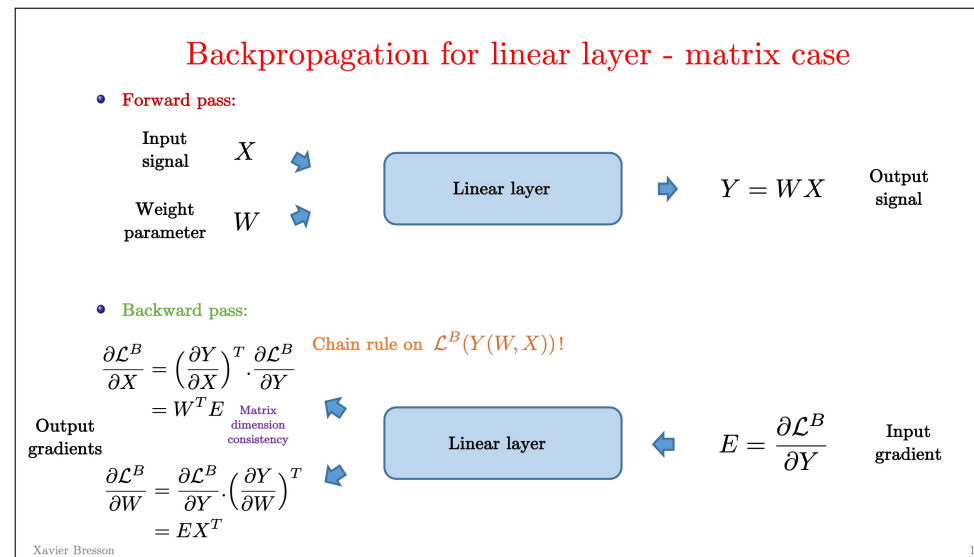 Backpropagation for linear layer - matrix case
Forward pass:
Input
signal
X
Weight
parameter
W
Linear layer
Y = WX
Output
signal
Backward pass:
Chain rule on 𝓛^B(Y(W, X))!
∂𝓛^B/∂X = (∂Y/∂X)^T . ∂𝓛^B/∂Y
= W^T E
Matrix
dimension
consistency
Output
gradients
∂𝓛^B/∂W = ∂𝓛^B/∂Y . (∂Y/∂W)^T
= EX^T
Linear layer
E = ∂𝓛^B/∂Y
Input
gradient
Xavier Bresson
1